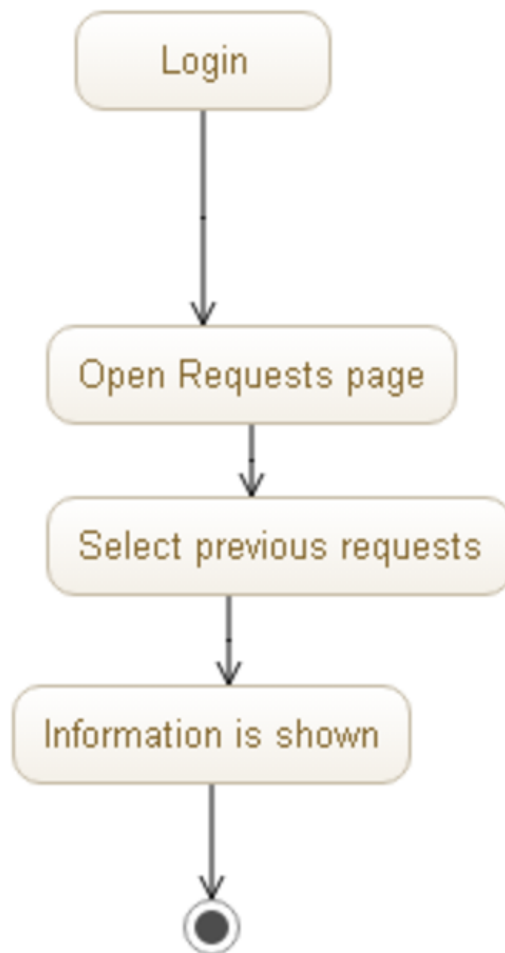 Login
Open Requests page
Select previous requests
Information is shown